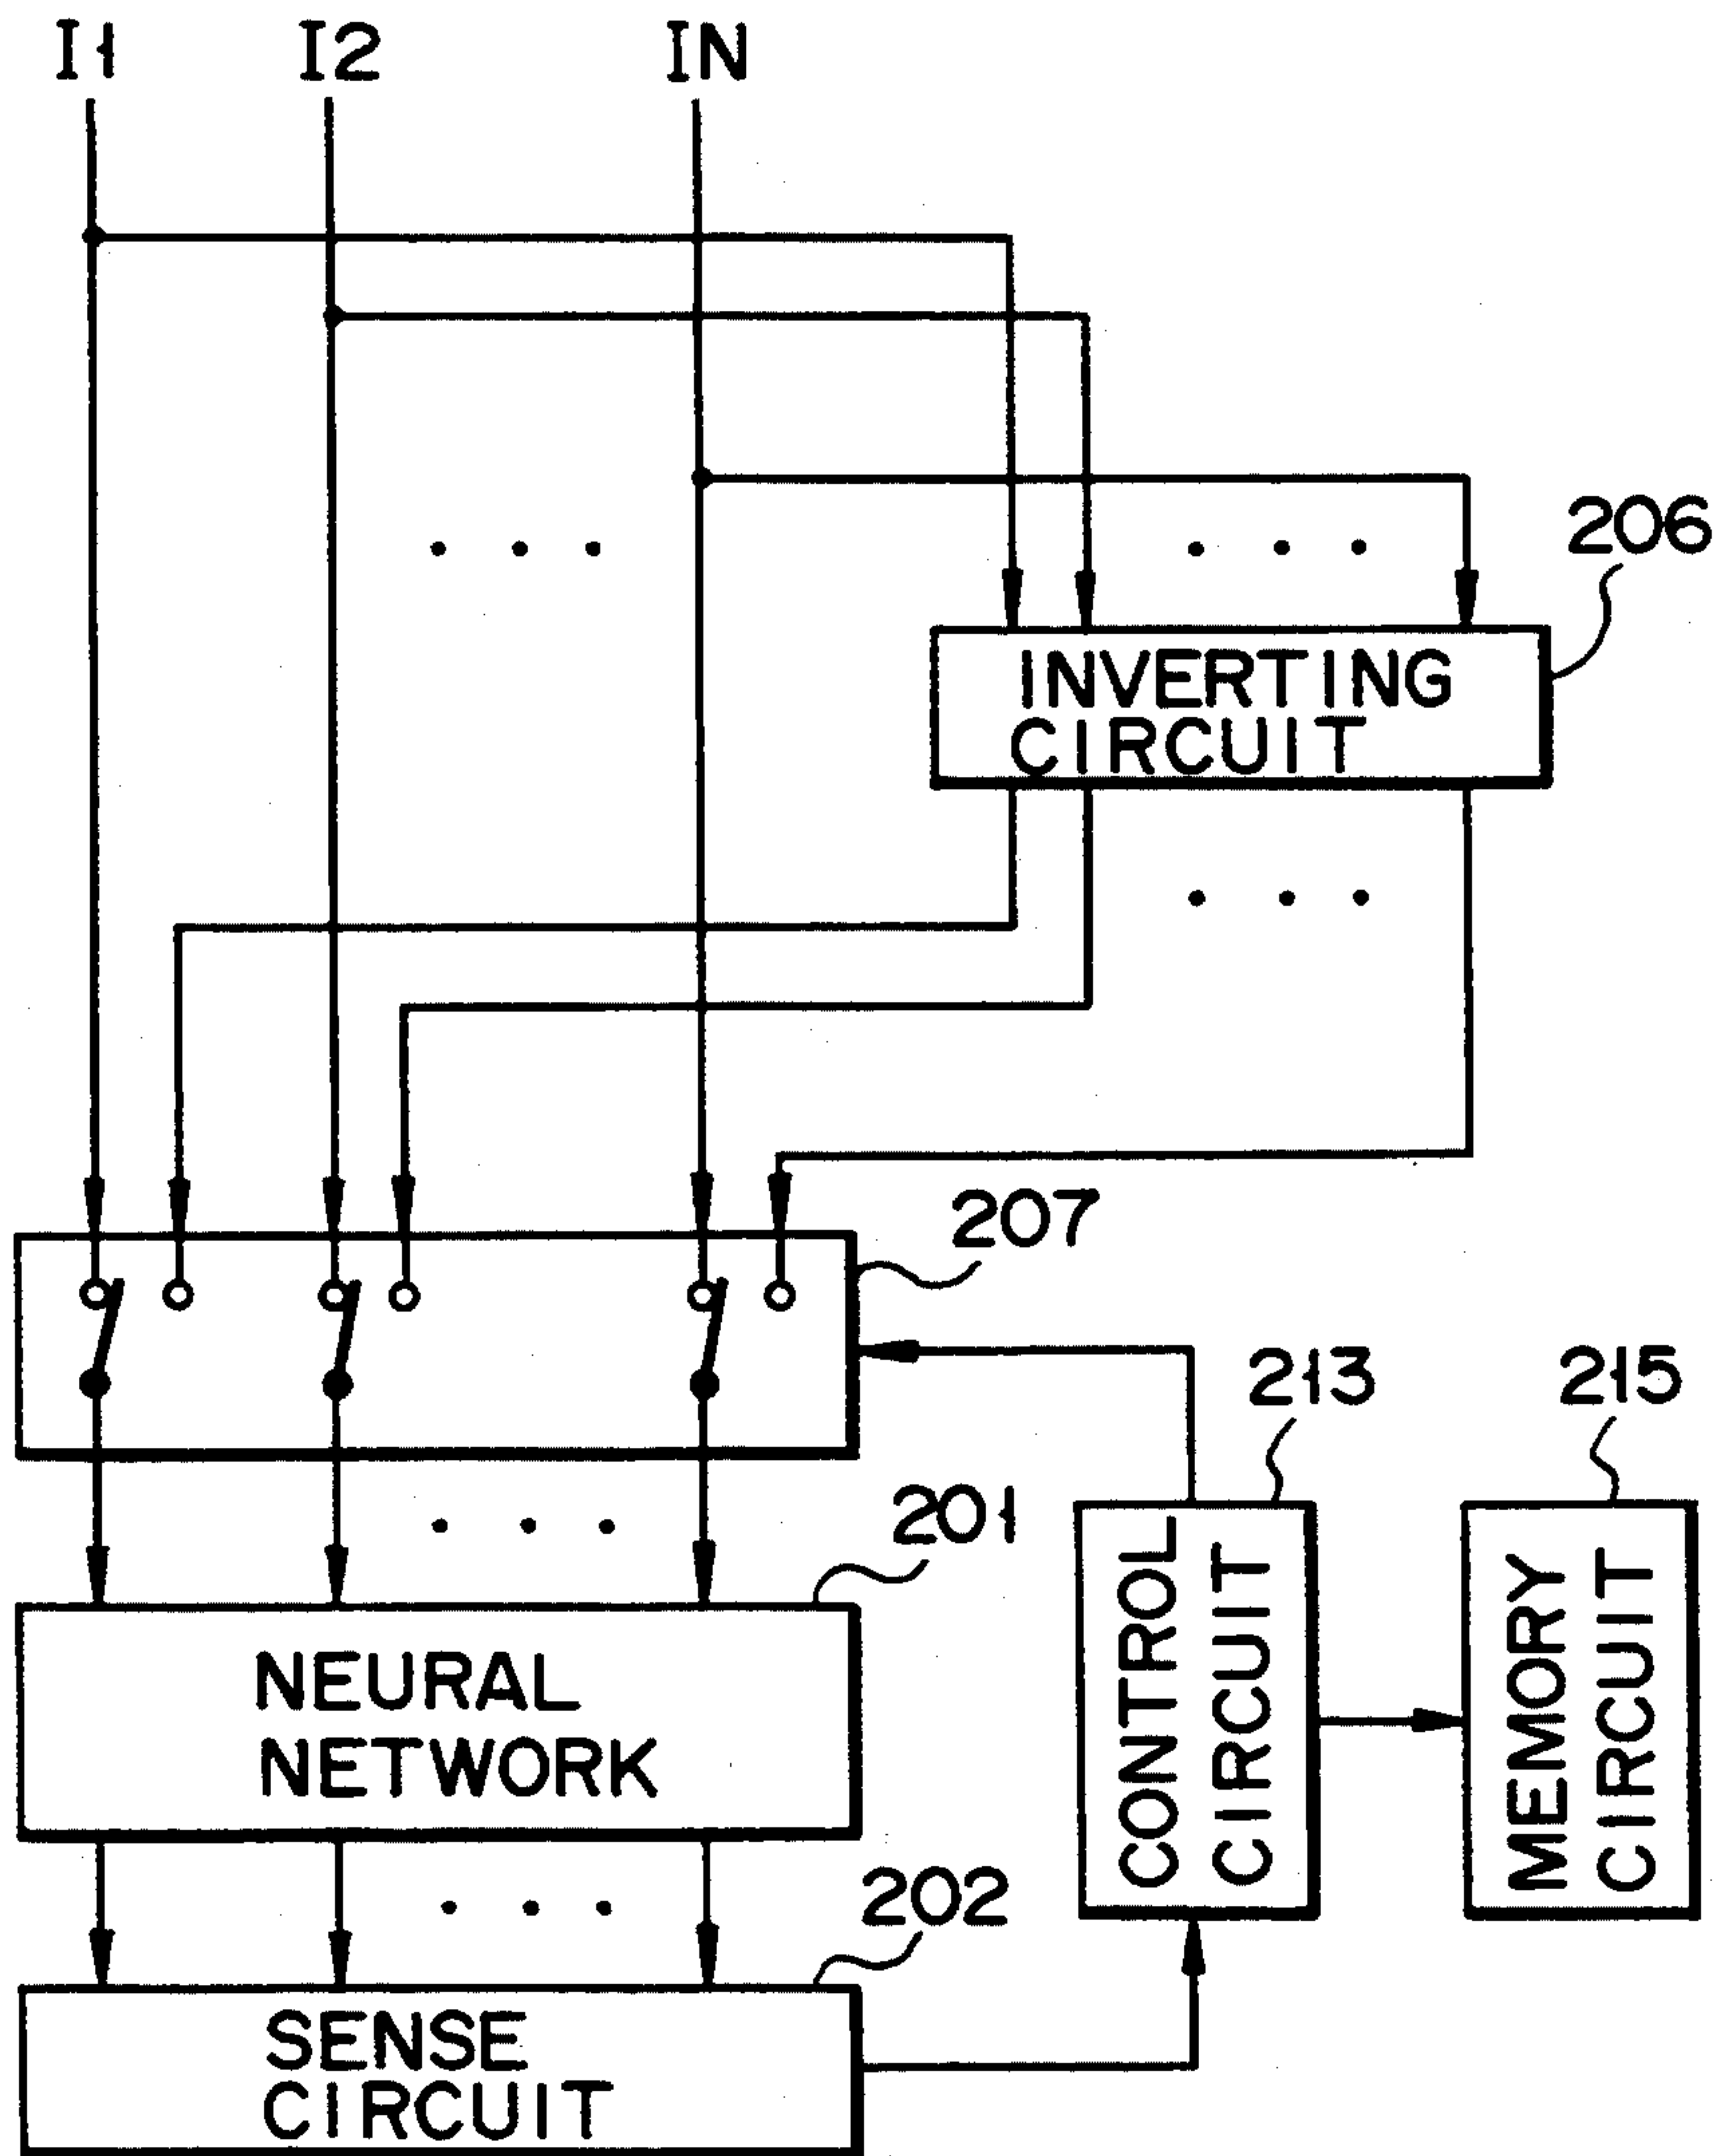 I1 I2 IN
206
INVERTING
CIRCUIT
207
213
215
201
NEURAL
NETWORK
CONTROL
CIRCUIT
MEMORY
CIRCUIT
202
SENSE
CIRCUIT